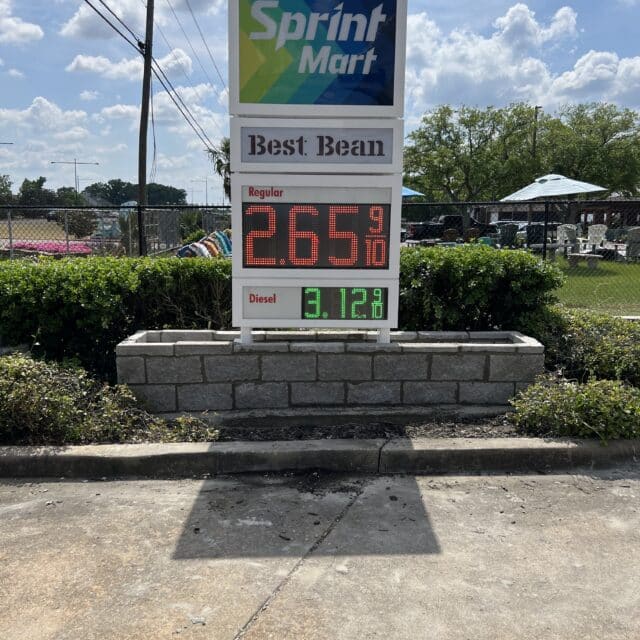 Sprint
Mart
Best Bean
Regular
2.65 9/10
Diesel
3.12 9/10